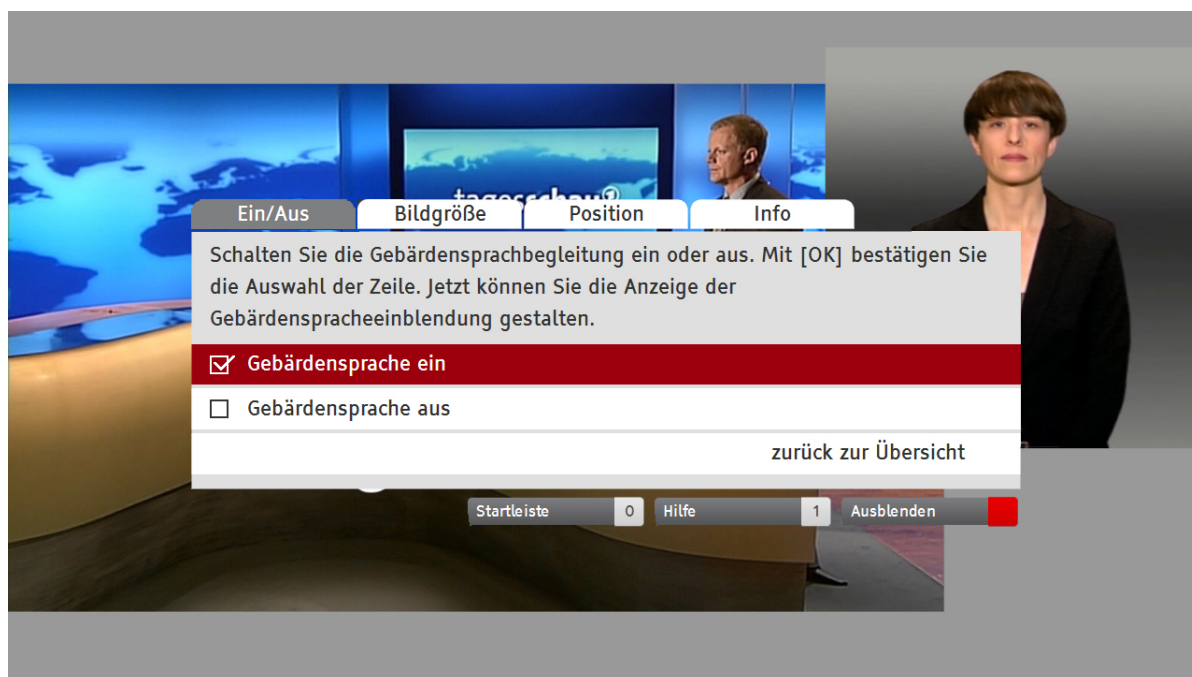 tagesschau
Ein/Aus
Bildgröße
Position
Info
Schalten Sie die Gebärdensprachbegleitung ein oder aus. Mit [OK] bestätigen Sie
die Auswahl der Zeile. Jetzt können Sie die Anzeige der
Gebärdenspracheeinblendung gestalten.
Gebärdensprache ein
Gebärdensprache aus
zurück zur Übersicht
Startleiste 0 Hilfe 1 Ausblenden